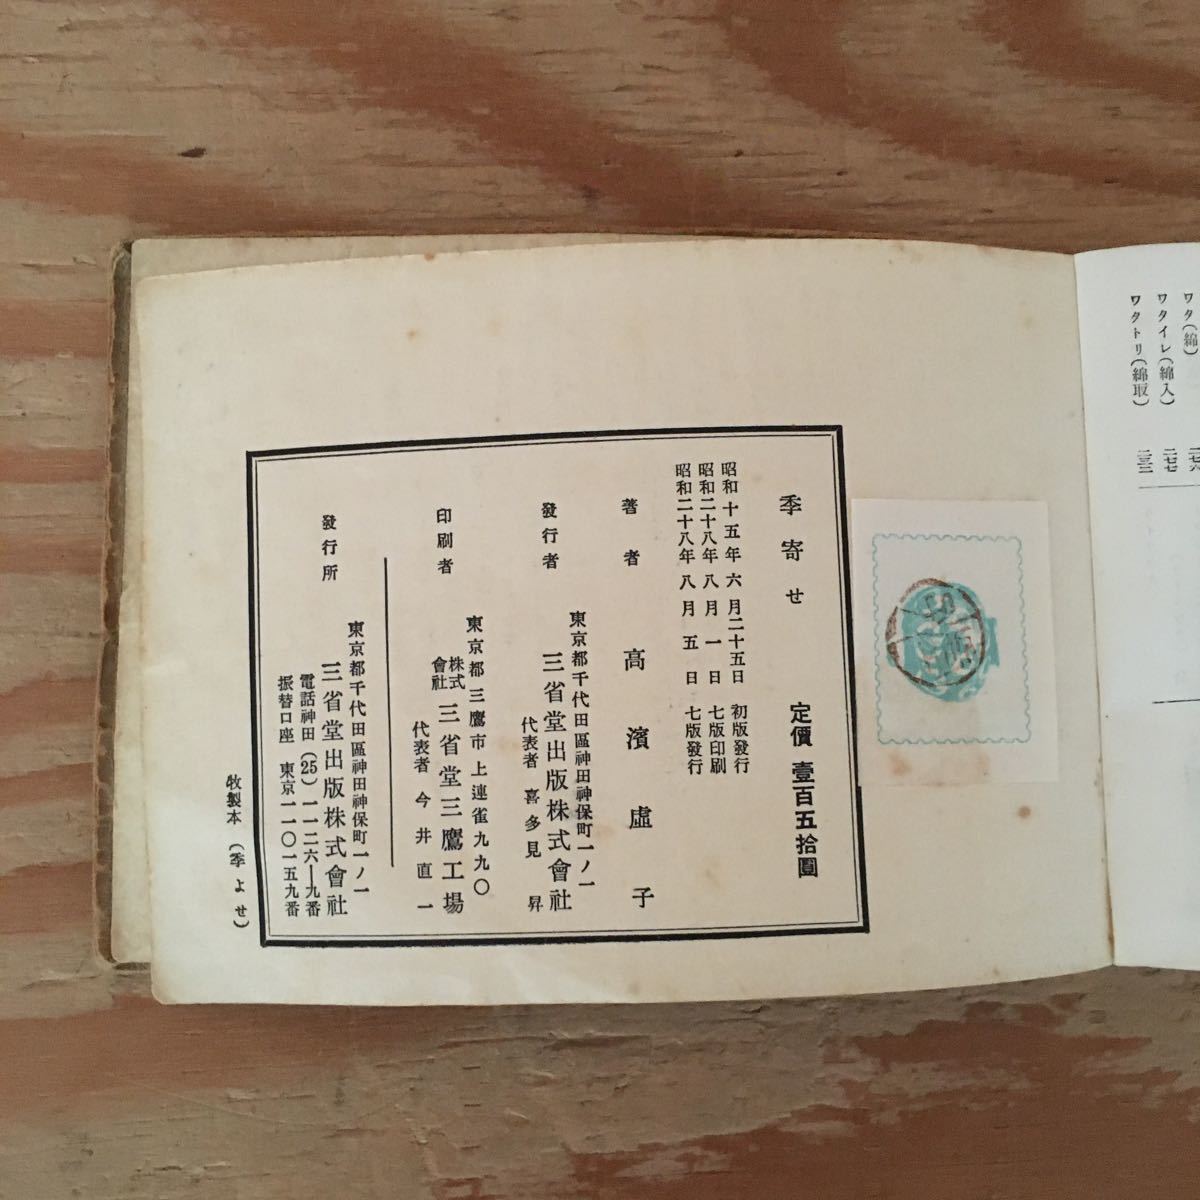 ワタ(綿)
ワタイレ(綿入)
二七七
ワタトリ(綿取)
二三二
季寄せ
定價 壹百五拾圓
昭和十五年六月二十五日 初版發行
昭和二十八年八月一日 七版印刷
昭和二十八年八月五日 七版發行
著者 高濱虛子
東京都千代田區神田神保町一ノ一
發行者 三省堂出版株式會社
代表者 喜多見昇
東京都三鷹市上連雀九九〇
印刷者 株式會社 三省堂三鷹工場
代表者 今井直一
東京都千代田區神田神保町一ノ一
發行所 三省堂出版株式會社
電話神田(25)一一二六―九番
振替口座 東京一一〇一五九番
牧製本 (季よせ)